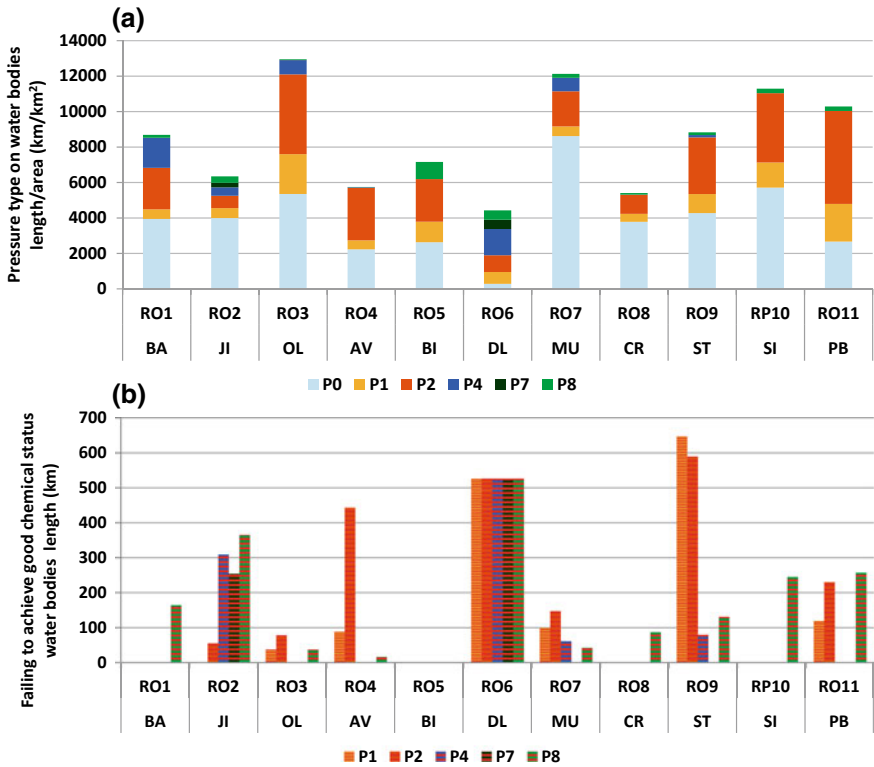 (a)
Pressure type on water bodies
length/area (km/km²)
14000
12000
10000
8000
6000
4000
2000
0
RO1 RO2 RO3 RO4 RO5 RO6 RO7 RO8 RO9 RP10 RO11
BA JI OL AV BI DL MU CR ST SI PB
P0 P1 P2 P4 P7 P8
(b)
Failing to achieve good chemical status
water bodies length (km)
700
600
500
400
300
200
100
0
RO1 RO2 RO3 RO4 RO5 RO6 RO7 RO8 RO9 RP10 RO11
BA JI OL AV BI DL MU CR ST SI PB
P1 P2 P4 P7 P8